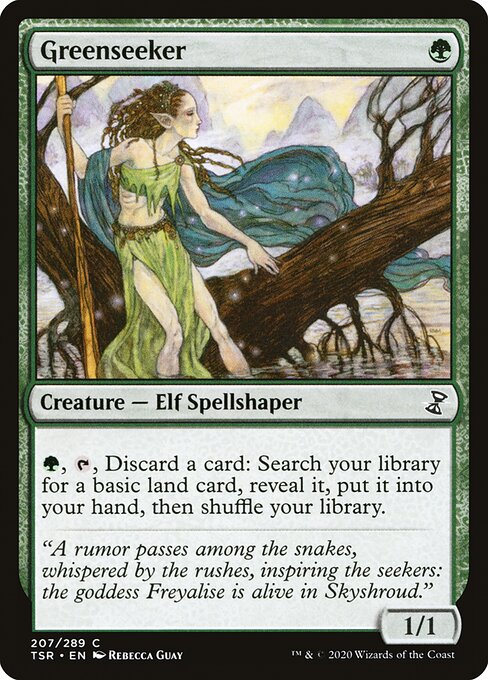 Greenseeker
Creature — Elf Spellshaper
, , Discard a card: Search your library
for a basic land card, reveal it, put it into
your hand, then shuffle your library.
“A rumor passes among the snakes,
whispered by the rushes, inspiring the seekers:
the goddess Freyalise is alive in Skyshroud.”
1/1
207/289 C
TSR • EN Rebecca Guay
™ & © 2020 Wizards of the Coast